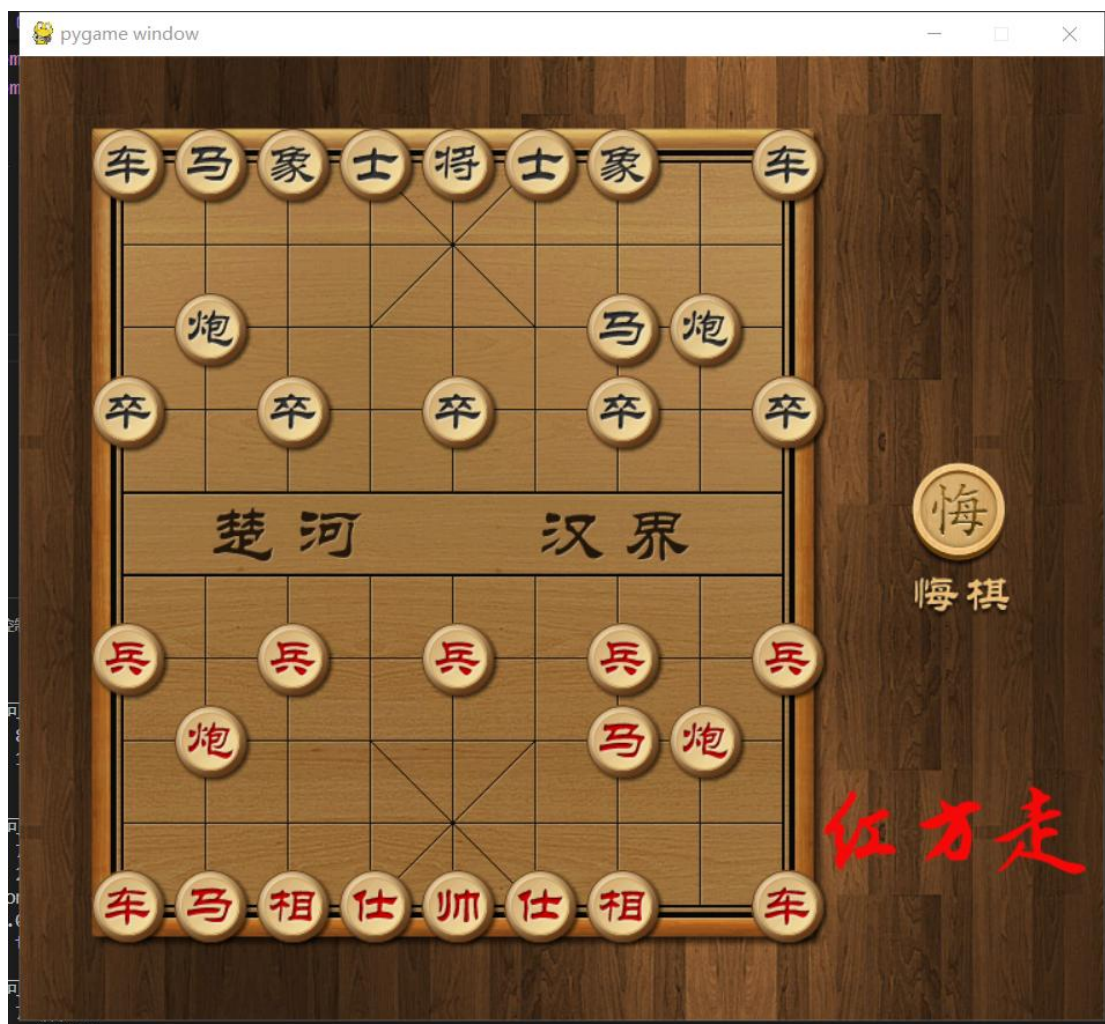 pygame window
车马象士将士象车
炮马炮
卒卒卒卒卒
楚河 汉界
悔
悔棋
兵兵兵兵兵
炮马炮
红方走
车马相仕帅仕相车